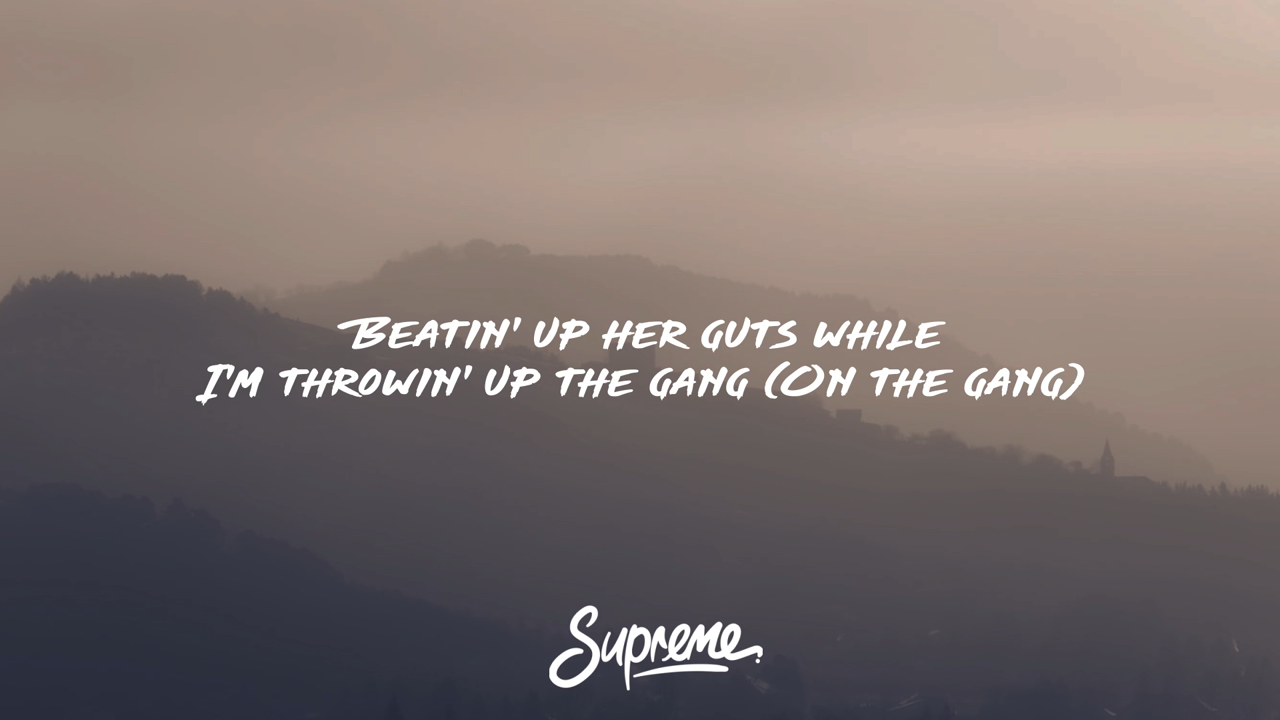 Beatin' up her guts while
I'm throwin' up the gang (On the gang)
Supreme